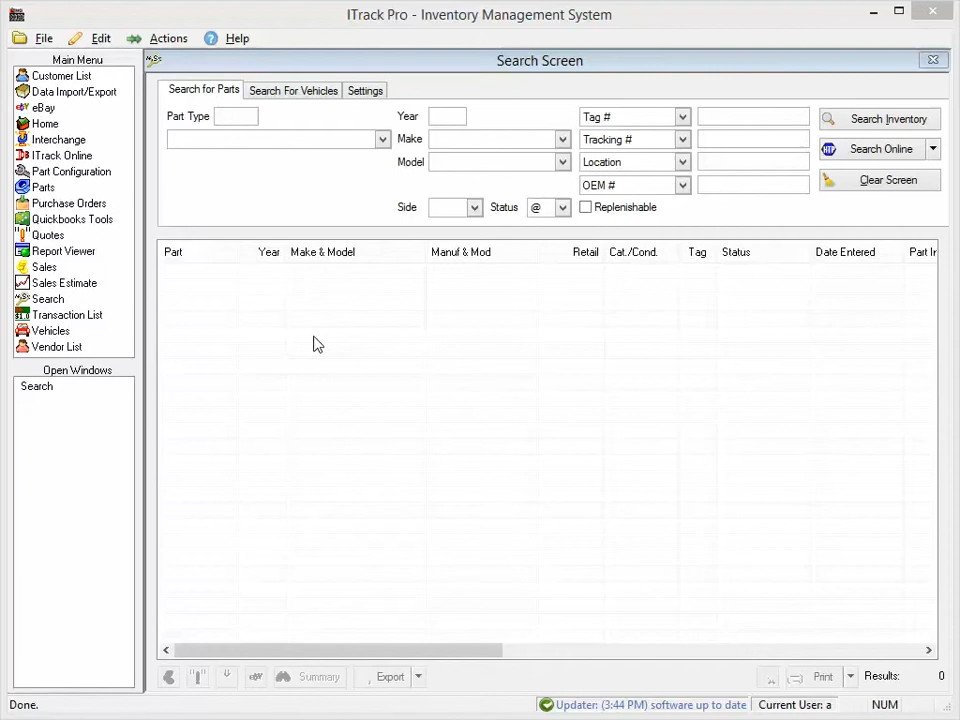 ITrack Pro - Inventory Management System
File Edit Actions Help
Main Menu
Customer List
Data Import/Export
eBay
Home
Interchange
ITrack Online
Part Configuration
Parts
Purchase Orders
Quickbooks Tools
Quotes
Report Viewer
Sales
Sales Estimate
Search
Transaction List
Vehicles
Vendor List
Open Windows
Search
Search Screen
Search for Parts Search For Vehicles Settings
Part Type Year Tag # Search Inventory
Make Tracking # Search Online
Model Location Clear Screen
OEM #
Side Status @ Replenishable
Part Year Make & Model Manuf & Mod Retail Cat./Cond. Tag Status Date Entered Part In
Summary Export Print Results: 0
Done. Updater: (3:44 PM) software up to date Current User: a NUM